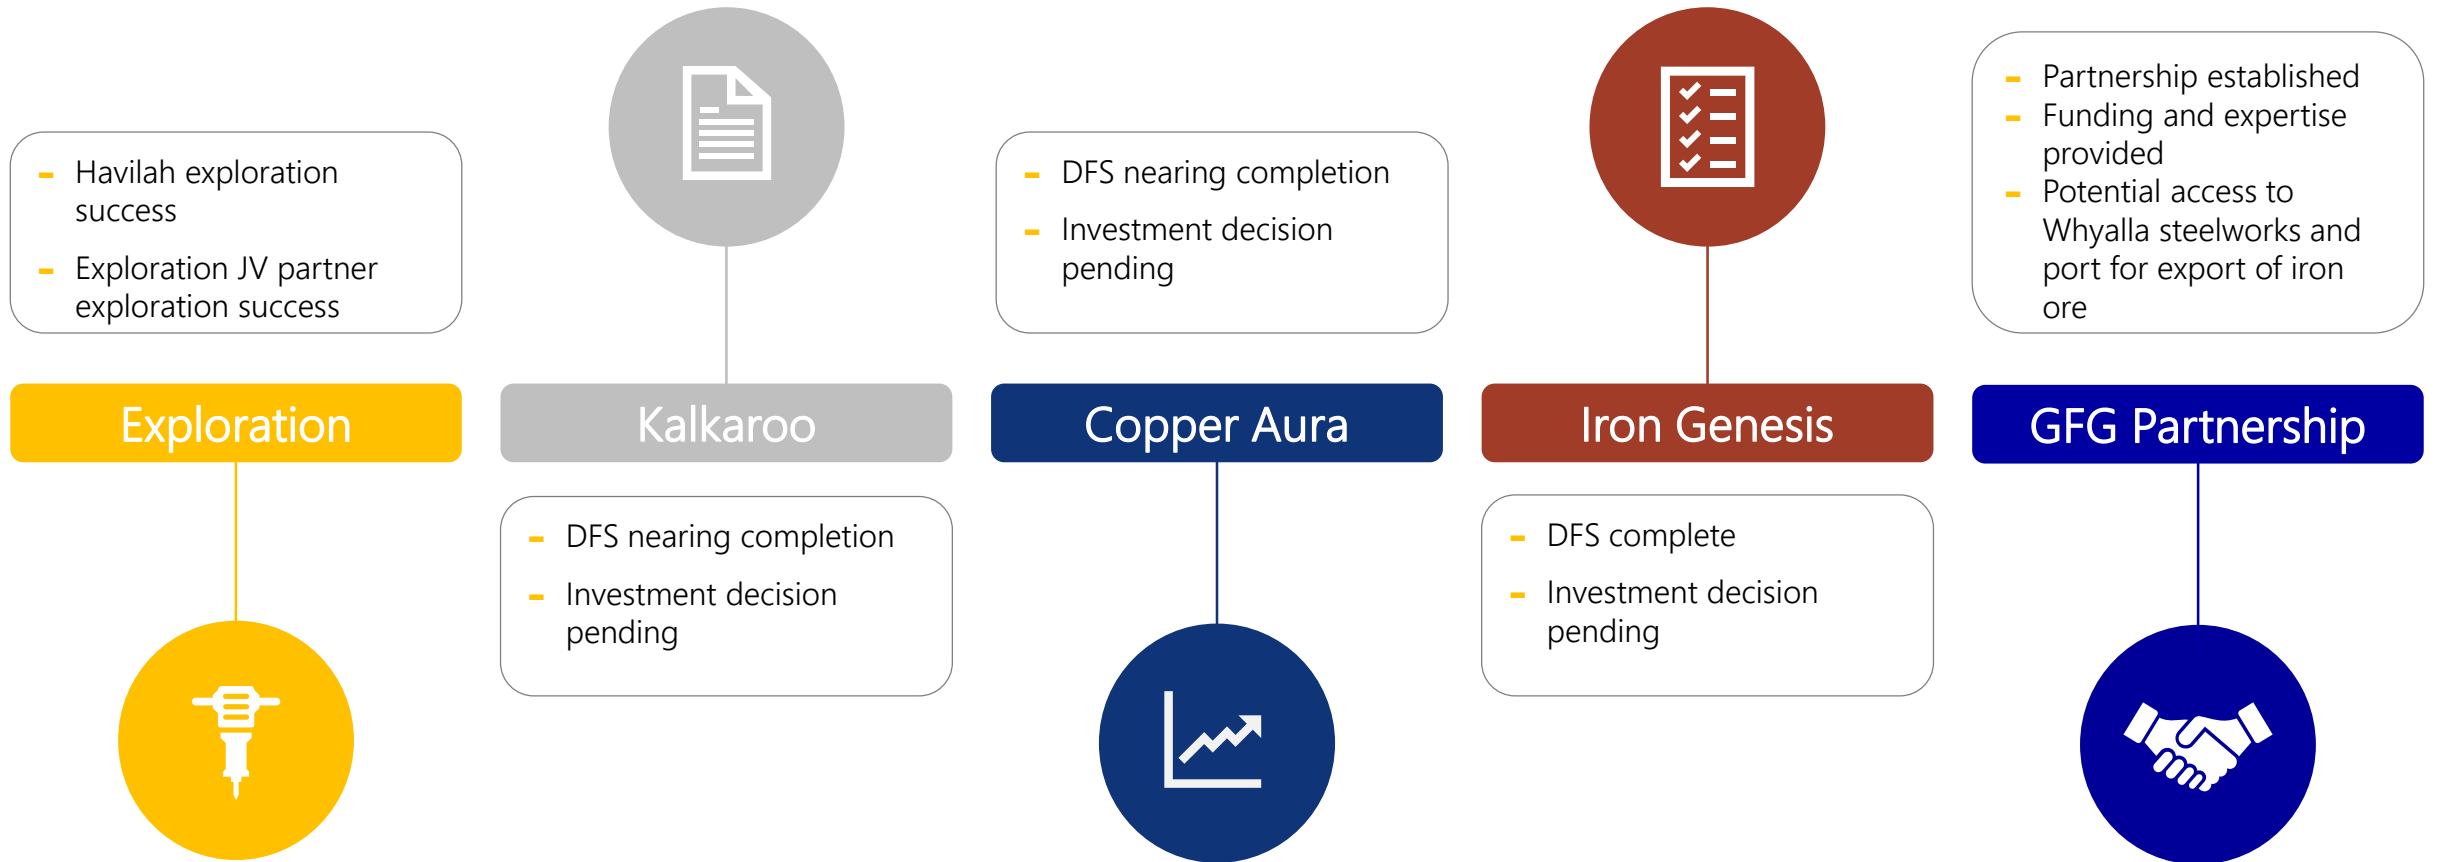 - Havilah exploration
success
- Exploration JV partner
exploration success
Exploration
Kalkaroo
- DFS nearing completion
- Investment decision
pending
- DFS nearing completion
- Investment decision
pending
Copper Aura
Iron Genesis
- DFS complete
- Investment decision
pending
- Partnership established
- Funding and expertise
provided
- Potential access to
Whyalla steelworks and
port for export of iron
ore
GFG Partnership